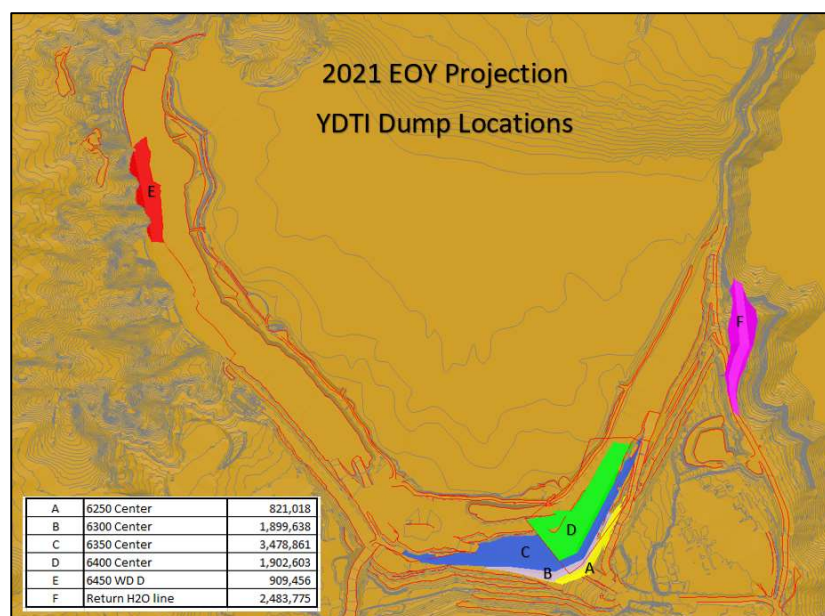 2021 EOY Projection
YDTI Dump Locations
E
F
D
C
B
A
A 6250 Center 821,018
B 6300 Center 1,899,638
C 6350 Center 3,478,861
D 6400 Center 1,902,603
E 6450 WD D 909,456
F Return H2O line 2,483,775